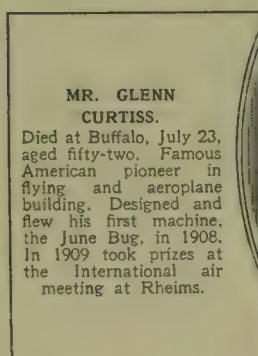 MR. GLENN
CURTISS.
Died at Buffalo, July 23,
aged fifty-two. Famous
American pioneer in
flying and aeroplane
building. Designed and
flew his first machine,
the June Bug, in 1908.
In 1909 took prizes at
the International air
meeting at Rheims.